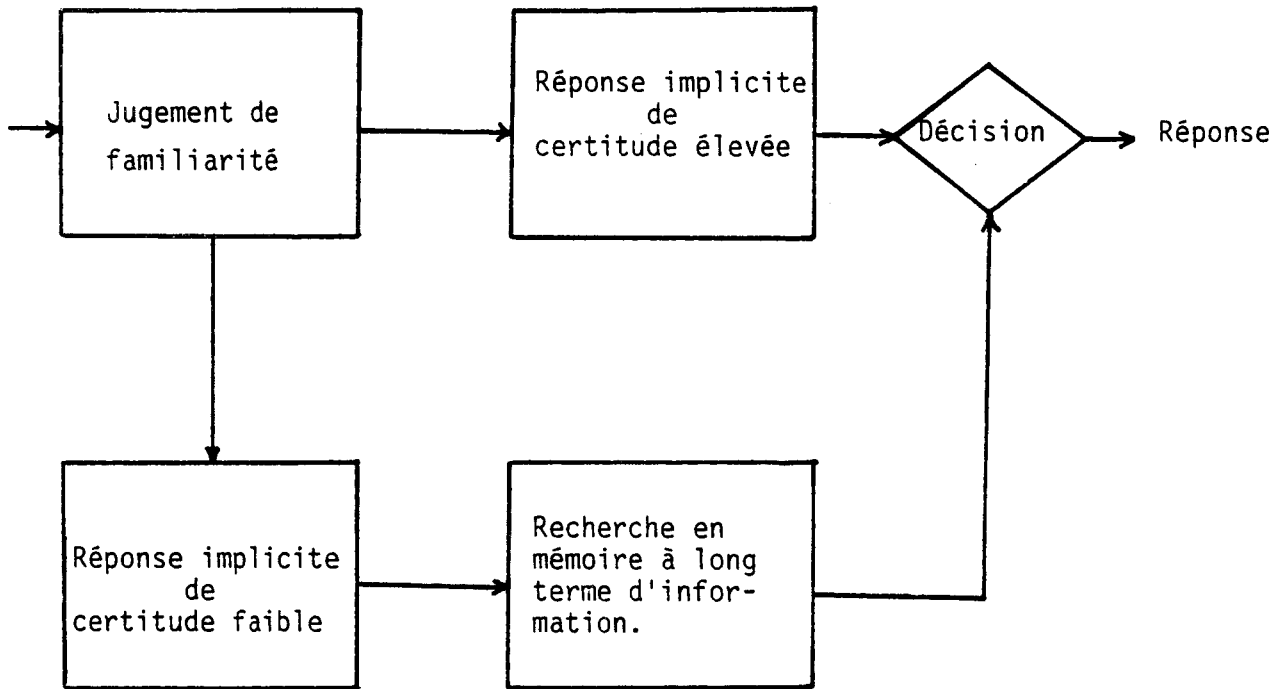 Jugement de
familiarité
Réponse implicite
de
certitude élevée
Décision
Réponse
Réponse implicite
de
certitude faible
Recherche en
mémoire à long
terme d'infor-
mation.